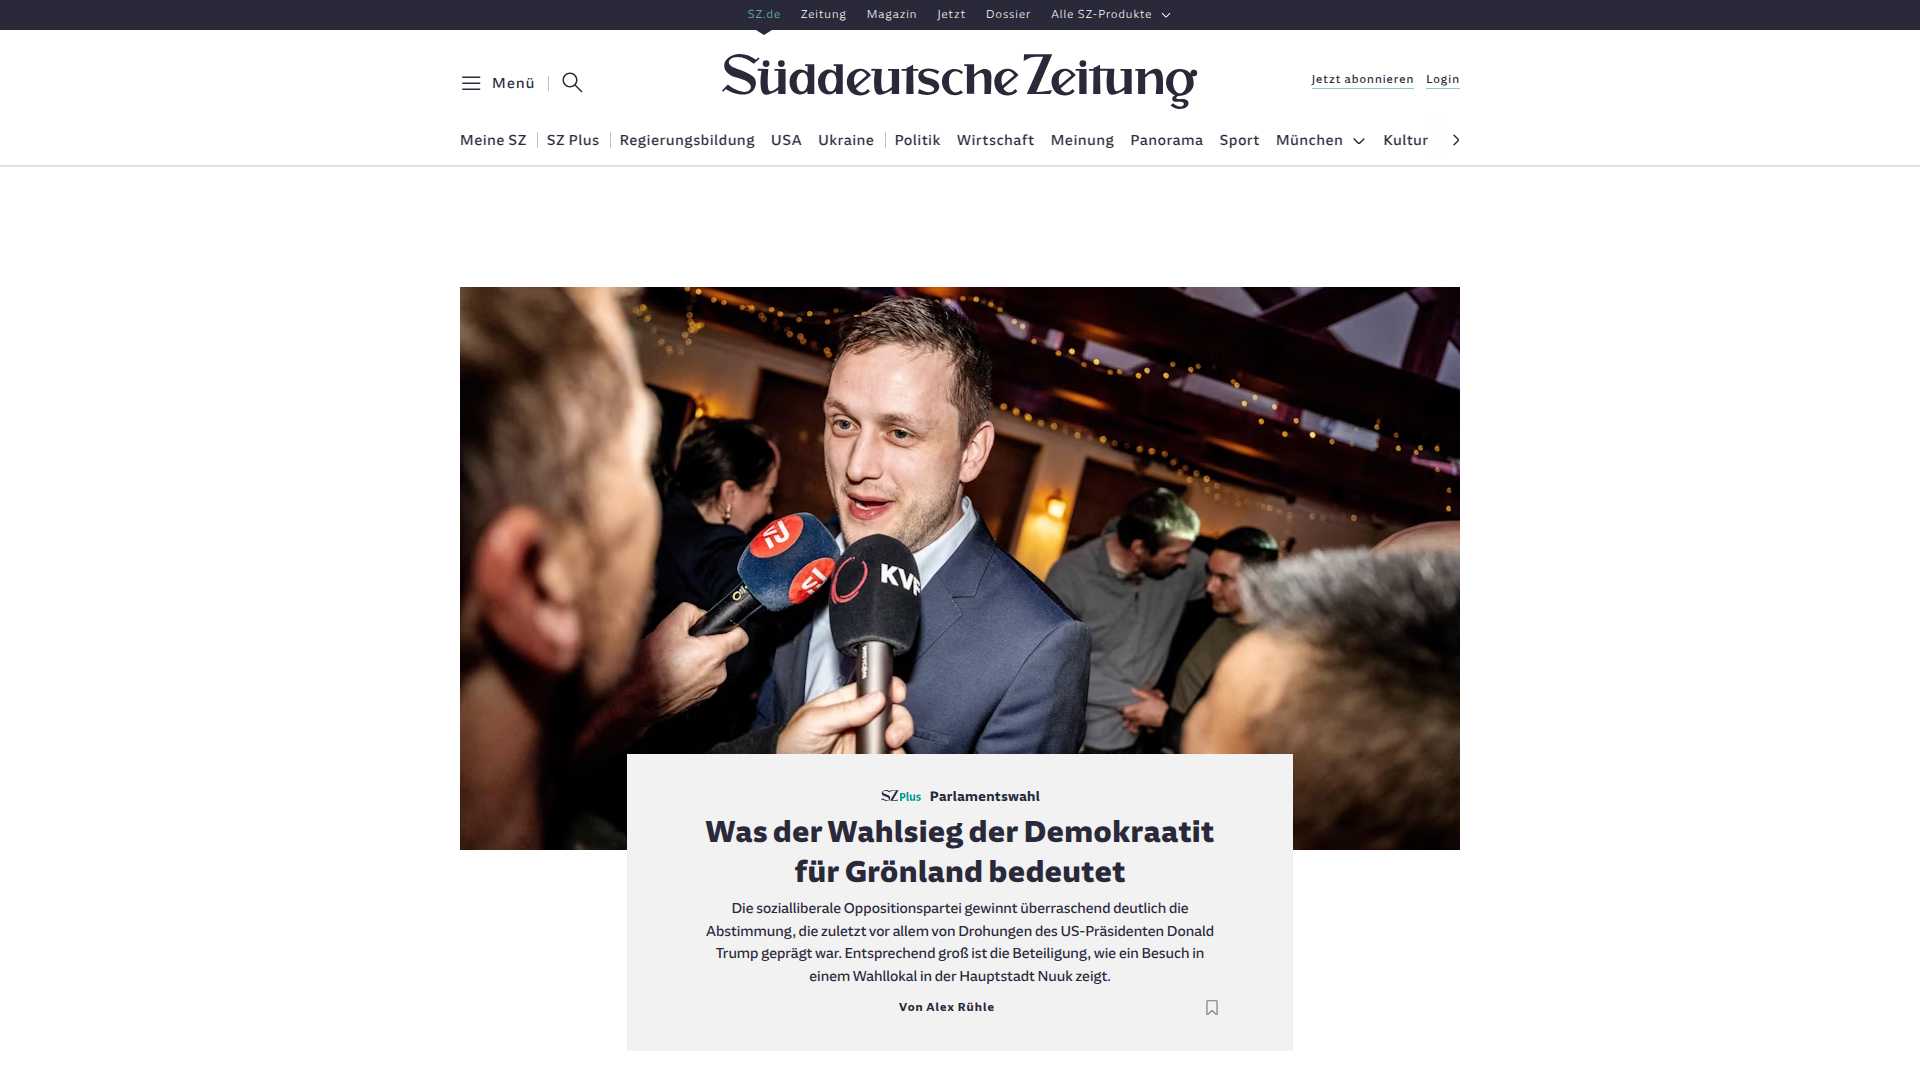 SZ.de Zeitung Magazin Jetzt Dossier Alle SZ-Produkte
Menü
Süddeutsche Zeitung
Jetzt abonnieren Login
Meine SZ SZ Plus Regierungsbildung USA Ukraine Politik Wirtschaft Meinung Panorama Sport München Kultur
KVF
SZ Plus Parlamentswahl
Was der Wahlsieg der Demokraatit
für Grönland bedeutet
Die sozialliberale Oppositionspartei gewinnt überraschend deutlich die
Abstimmung, die zuletzt vor allem von Drohungen des US-Präsidenten Donald
Trump geprägt war. Entsprechend groß ist die Beteiligung, wie ein Besuch in
einem Wahllokal in der Hauptstadt Nuuk zeigt.
Von Alex Rühle